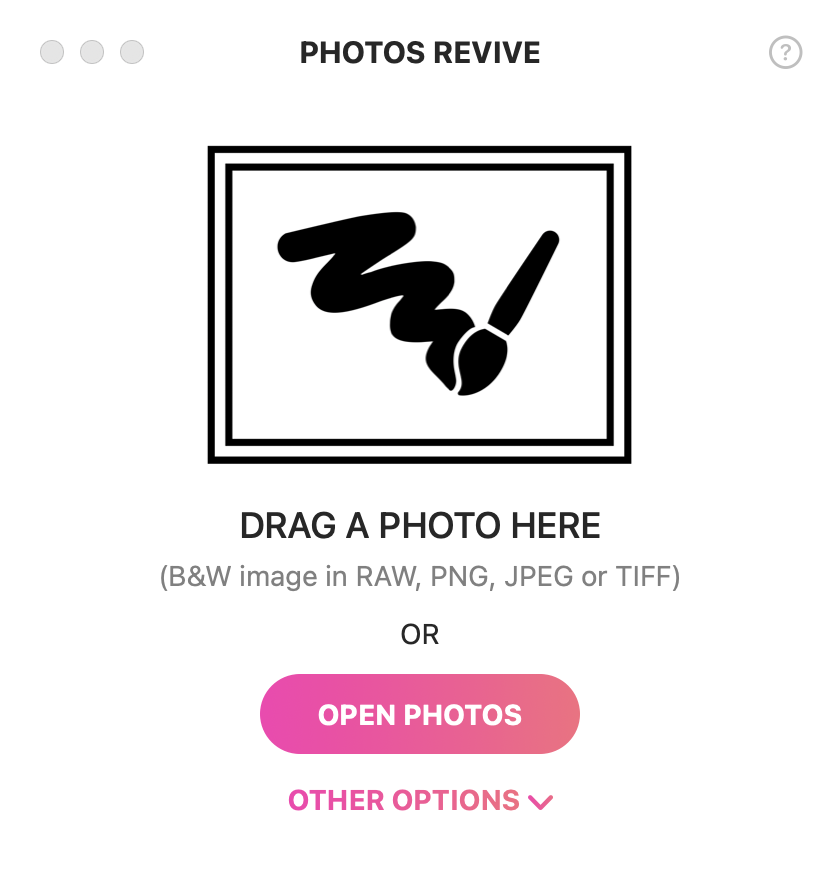 PHOTOS REVIVE
?
DRAG A PHOTO HERE
(B&W image in RAW, PNG, JPEG or TIFF)
OR
OPEN PHOTOS
OTHER OPTIONS